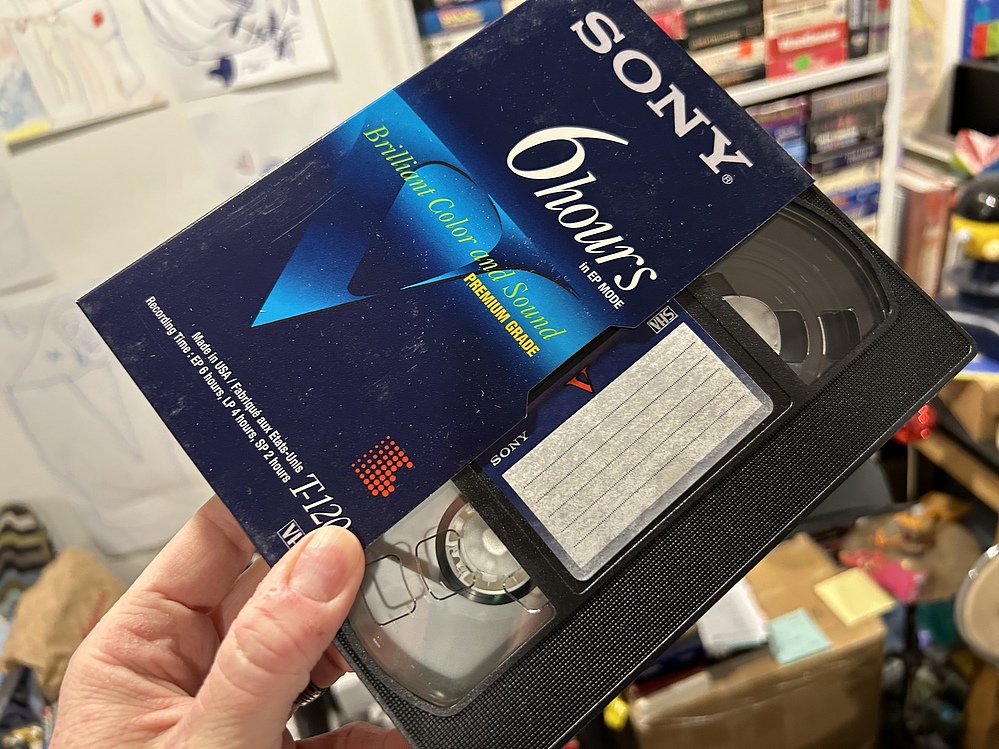 SONY®
6hours
in EP MODE
Brilliant Color and Sound
PREMIUM GRADE
Made in USA / Fabriqué aux Etats-Unis
Recording Time : EP 6 hours, LP 4 hours, SP 2 hours
T-120
VHS
VHS
V
SONY